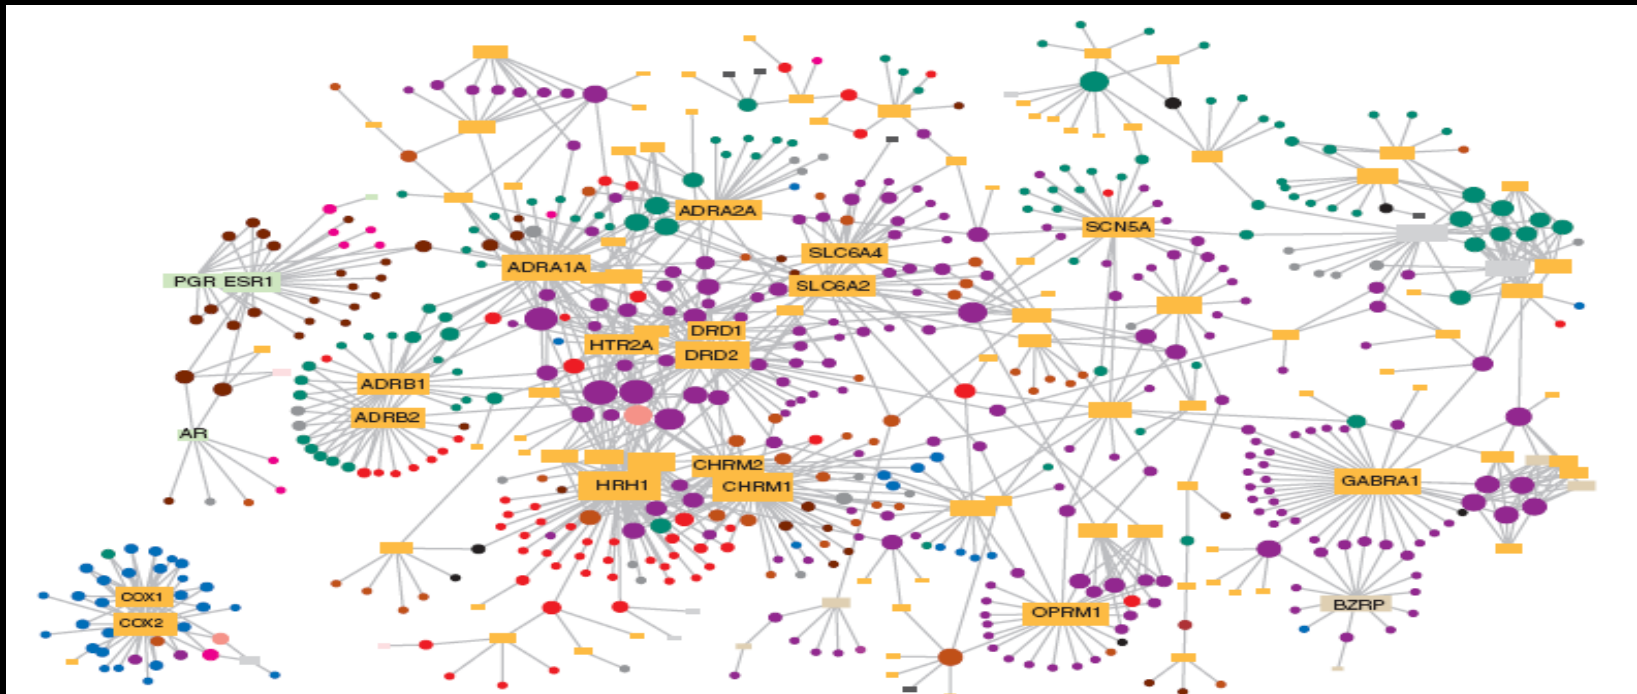 ADRA2A
SCN5A
SLC6A4
ADRA1A
PGR ESR1
SLC6A2
DRD1
HTR2A
DRD2
ADRB1
ADRB2
AR
CHRM2
HRH1
CHRM1
GABRA1
COX1
COX2
OPRM1
BZRP